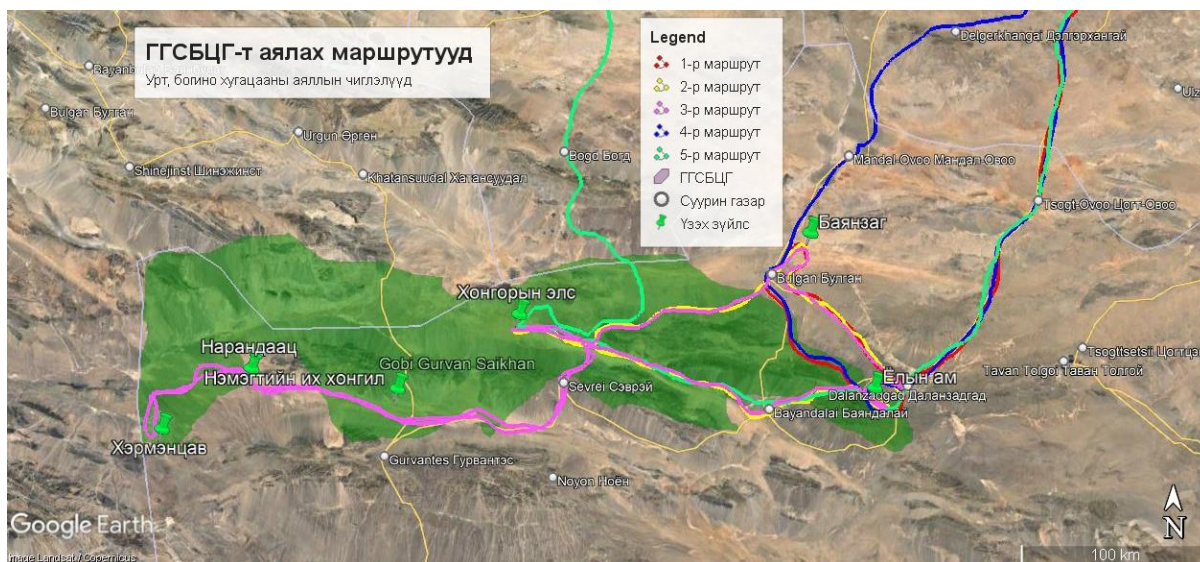 ГГСБЦГ-т аялах маршрутууд
Урт, богино хугацааны аяллын чиглэлүүд
Legend
1-р маршрут
2-р маршрут
3-р маршрут
4-р маршрут
5-р маршрут
ГГСБЦГ
Суурин газар
Үзэх зүйлс
Delgerkhangai Дэлгэрхангай
Bulgan Булган
Urgun Өргөн
Bogd Богд
Mandal-Ovoo Мандал-Овоо
Shinejinst Шинэжинст
Khatansuudal Хатансуудал
Tsogt-Ovoo Цогт-Овоо
Баянзаг
Bulgan Булган
Хонгорын элс
Нарандаац
Gobi Gurvan Saikhan
Нэмэгтийн их хонгил
Sevrei Сэврэй
Ёлын ам
Tavan Tolgoi Таван Толгой
Dalanzadgad Даланзадгад
Bayandalai Баяндалай
Хэрмэнцав
Gurvantes Гурвантэс
Noyon Ноён
Google Earth
Image Landsat / Copernicus
N
100 km